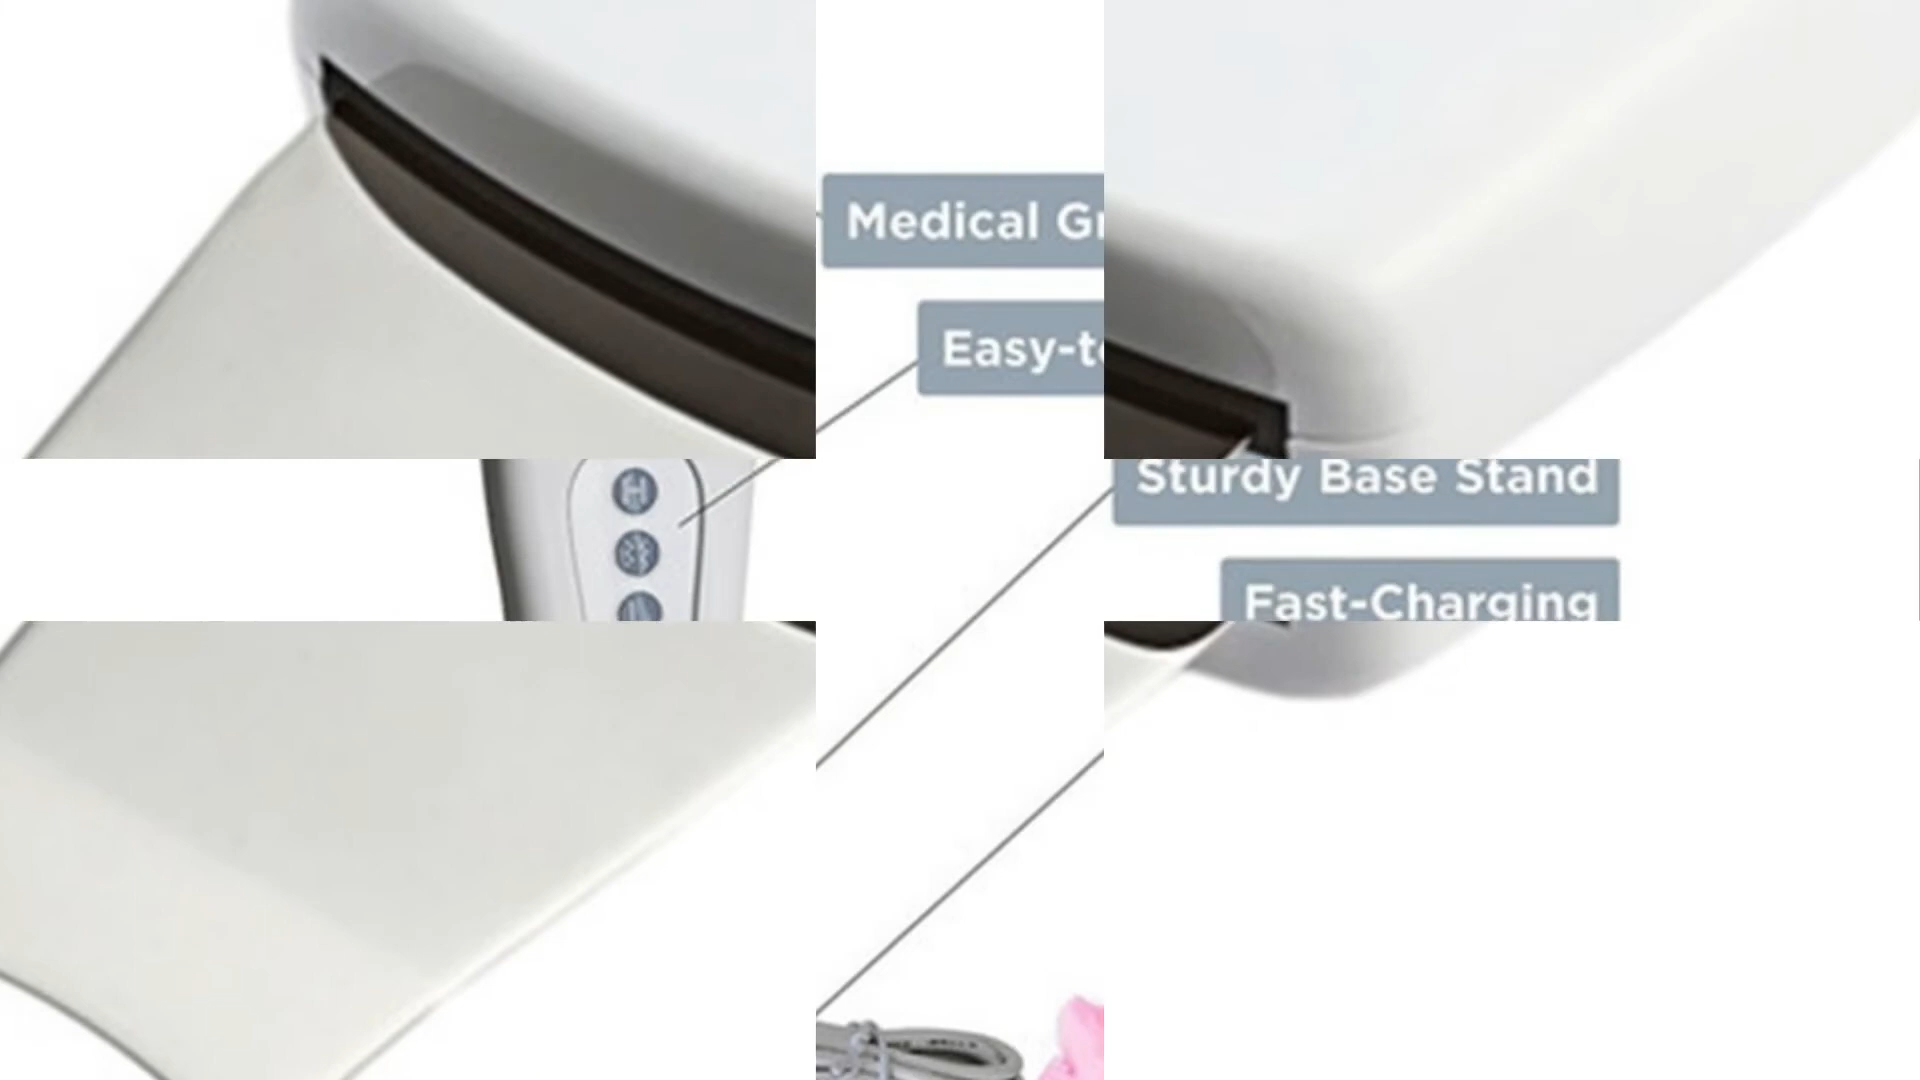 Medical Gr
Easy-t
Sturdy Base Stand
Fast-Charging